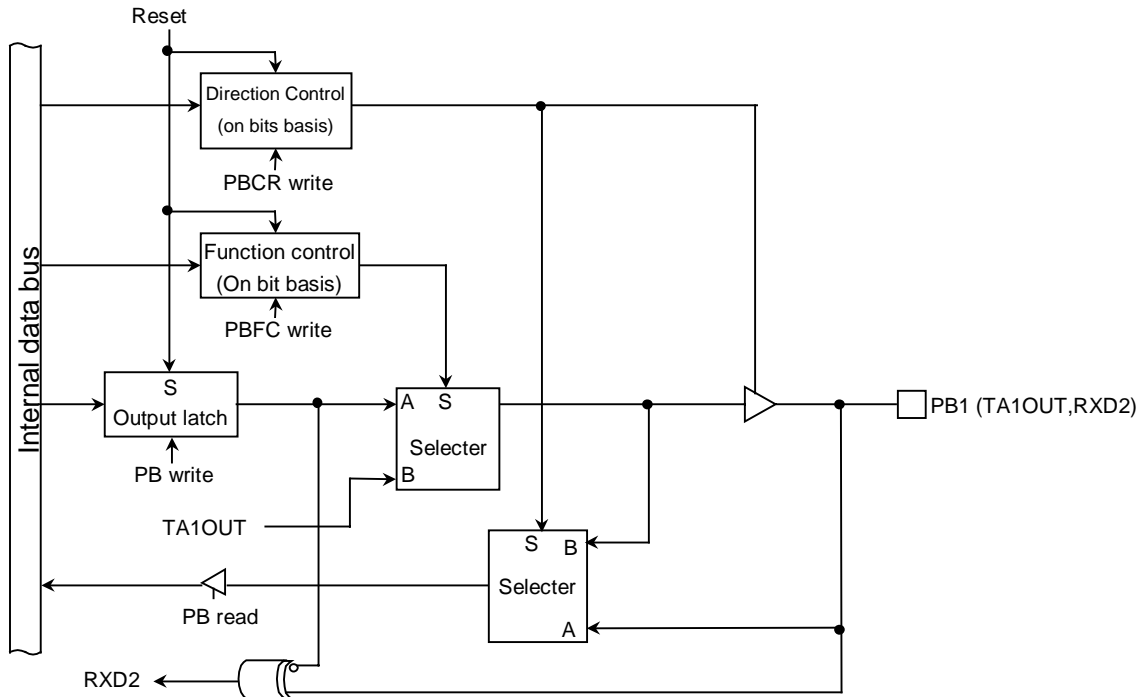 Reset
Direction Control
(on bits basis)
PBCR write
Function control
(On bit basis)
PBFC write
Internal data bus
S
Output latch
PB write
A S
Selecter
B
PB1 (TA1OUT,RXD2)
TA1OUT
S B
Selecter
A
PB read
RXD2